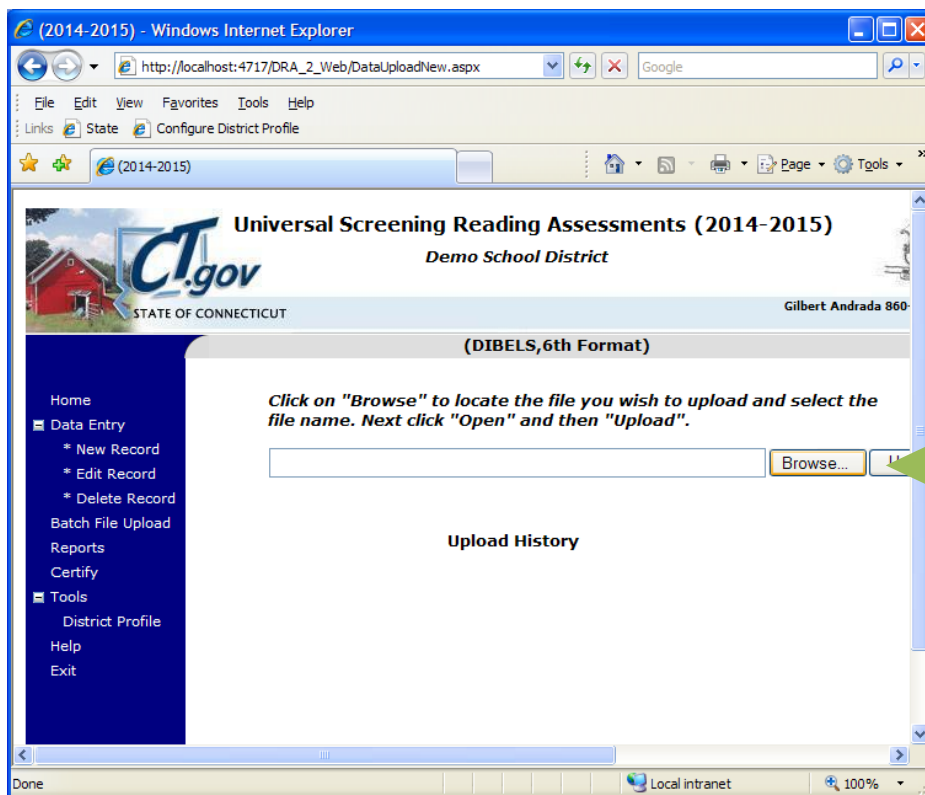 (2014-2015) - Windows Internet Explorer
http://localhost:4717/DRA_2_Web/DataUploadNew.aspx Google
File Edit View Favorites Tools Help
Links State Configure District Profile
(2014-2015) Page Tools
Universal Screening Reading Assessments (2014-2015)
Demo School District
CT.gov
STATE OF CONNECTICUT
Gilbert Andrada 860-
(DIBELS,6th Format)
Home
Data Entry
* New Record
* Edit Record
* Delete Record
Batch File Upload
Reports
Certify
Tools
District Profile
Help
Exit
Click on "Browse" to locate the file you wish to upload and select the
file name. Next click "Open" and then "Upload".
Browse...
Upload History
Done Local intranet 100%